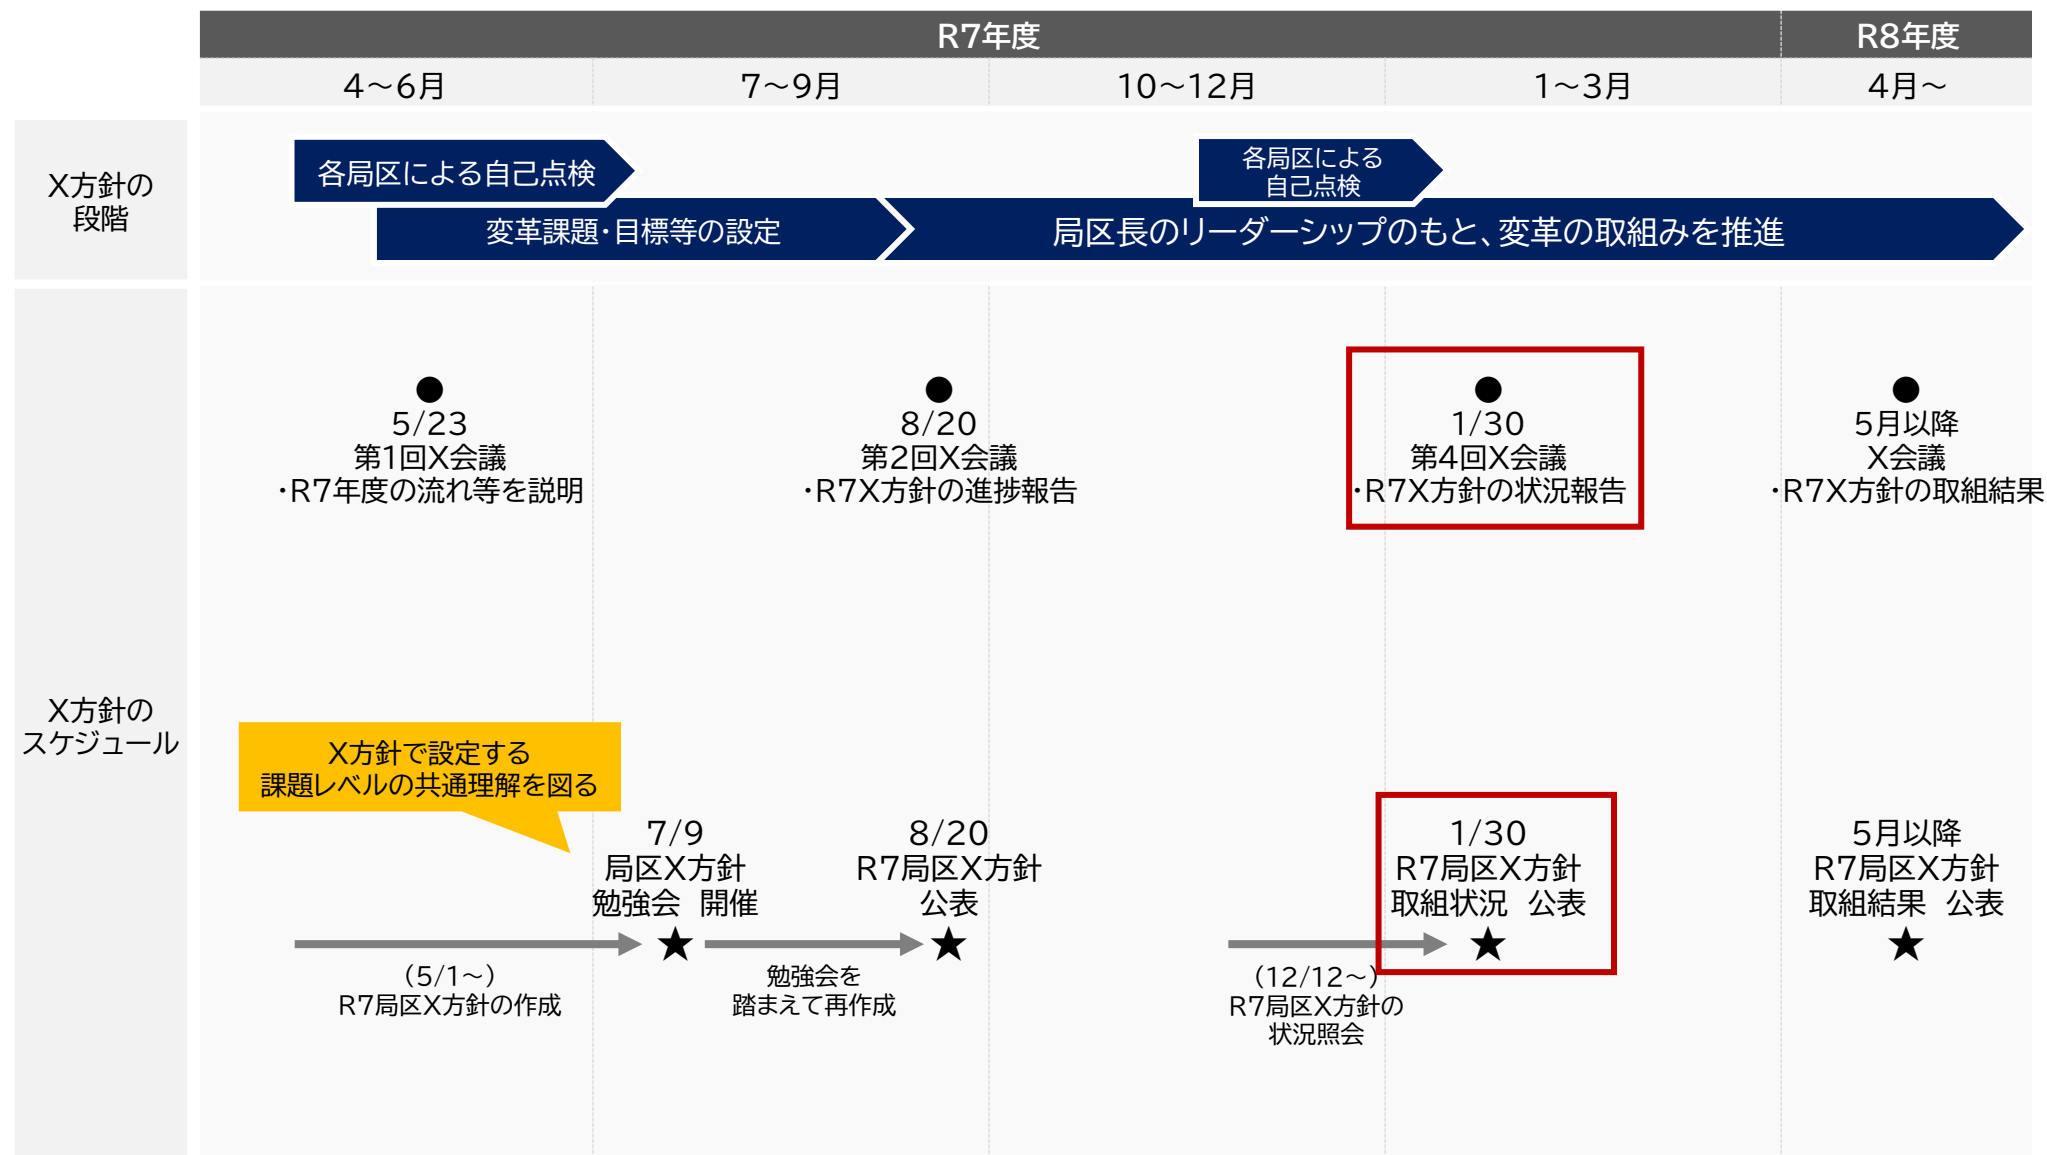 R7年度
R8年度
4～6月
7～9月
10～12月
1～3月
4月～
X方針の
段階
各局区による自己点検
各局区による
自己点検
変革課題・目標等の設定
局区長のリーダーシップのもと、変革の取組みを推進
X方針の
スケジュール
5/23
第1回X会議
・R7年度の流れ等を説明
8/20
第2回X会議
・R7X方針の進捗報告
1/30
第4回X会議
・R7X方針の状況報告
5月以降
X会議
・R7X方針の取組結果
X方針で設定する
課題レベルの共通理解を図る
7/9
局区X方針
勉強会　開催
8/20
R7局区X方針
公表
1/30
R7局区X方針
取組状況　公表
5月以降
R7局区X方針
取組結果　公表
（5/1～）
R7局区X方針の作成
勉強会を
踏まえて再作成
（12/12～）
R7局区X方針の
状況照会